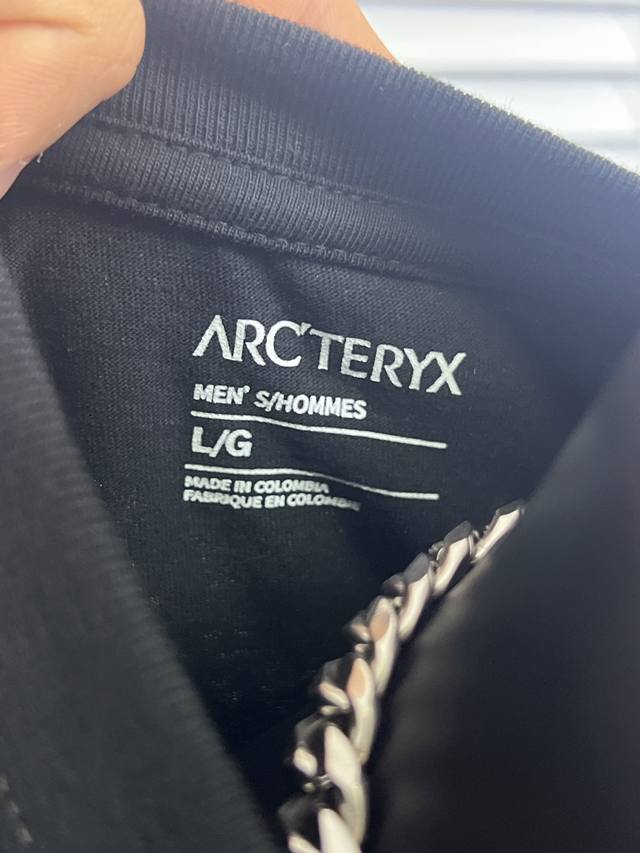 ARC'TERYX
MEN' S/HOMMES
L/G
MADE IN COLOMBIA
FABRIQUE EN COLOMBIE